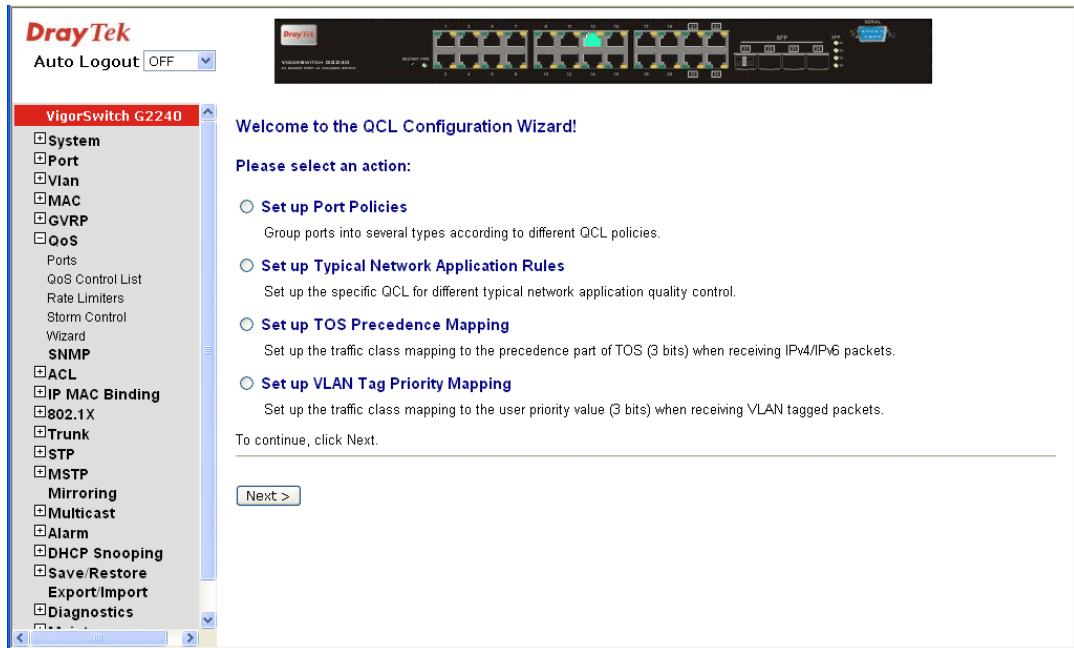 DrayTek
Auto Logout OFF
DrayTek
VIGORSWITCH G2240
SFP
SERIAL
VigorSwitch G2240
System
Port
Vlan
MAC
GVRP
QoS
Ports
QoS Control List
Rate Limiters
Storm Control
Wizard
SNMP
ACL
IP MAC Binding
802.1X
Trunk
STP
MSTP
Mirroring
Multicast
Alarm
DHCP Snooping
Save/Restore
Export/Import
Diagnostics
Welcome to the QCL Configuration Wizard!
Please select an action:
Set up Port Policies
Group ports into several types according to different QCL policies.
Set up Typical Network Application Rules
Set up the specific QCL for different typical network application quality control.
Set up TOS Precedence Mapping
Set up the traffic class mapping to the precedence part of TOS (3 bits) when receiving IPv4/IPv6 packets.
Set up VLAN Tag Priority Mapping
Set up the traffic class mapping to the user priority value (3 bits) when receiving VLAN tagged packets.
To continue, click Next.
Next >